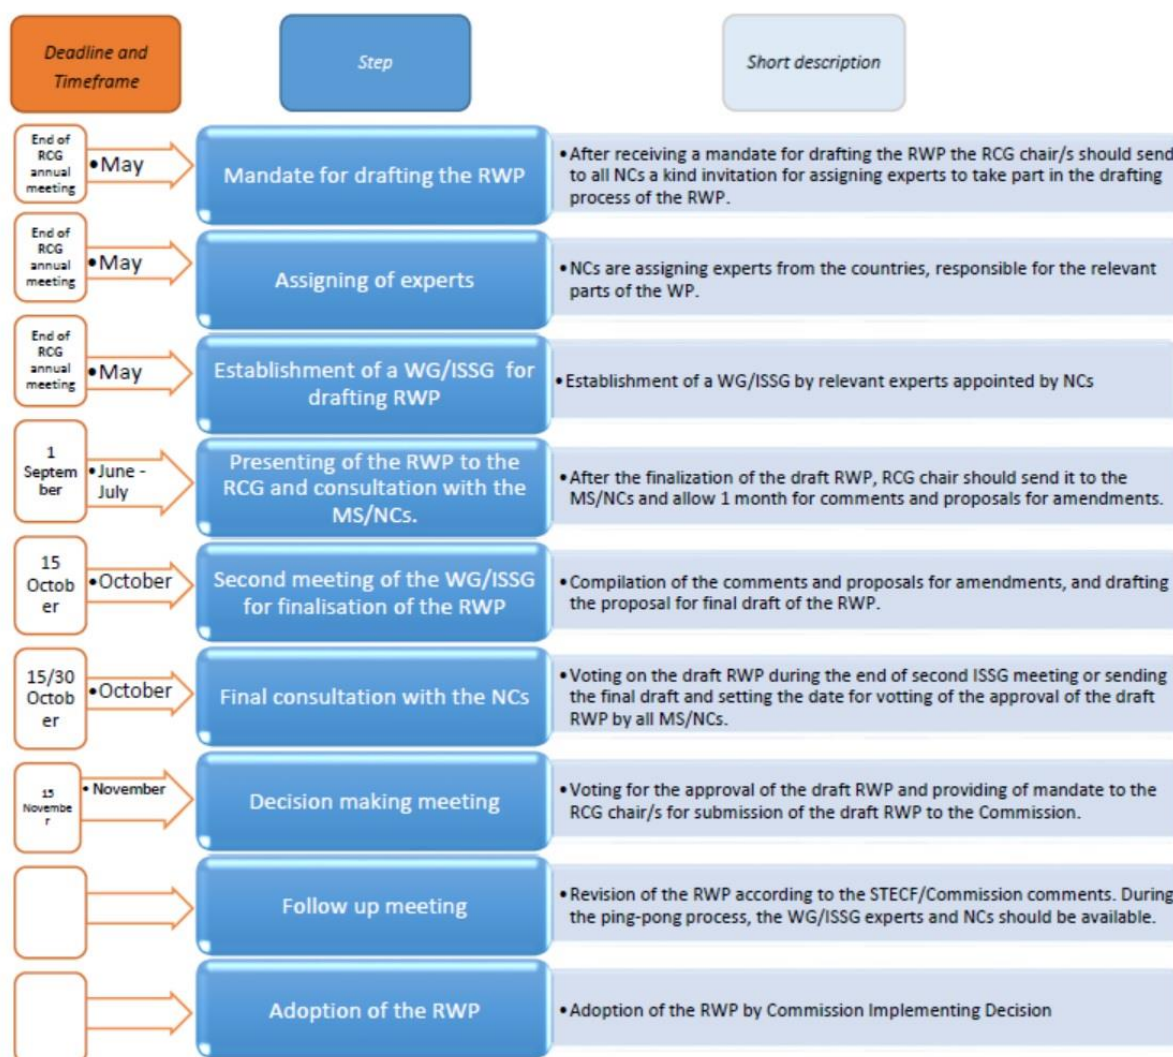 Deadline and
Timeframe
Step
Short description
End of
RCG
annual
meeting
•May
Mandate for drafting the RWP
•After receiving a mandate for drafting the RWP the RCG chair/s should send
to all NCs a kind invitation for assigning experts to take part in the drafting
process of the RWP.
End of
RCG
annual
meeting
•May
Assigning of experts
•NCs are assigning experts from the countries, responsible for the relevant
parts of the WP.
End of
RCG
annual
meeting
•May
Establishment of a WG/ISSG for
drafting RWP
•Establishment of a WG/ISSG by relevant experts appointed by NCs
1
Septem
ber
•June -
July
Presenting of the RWP to the
RCG and consultation with the
MS/NCs.
•After the finalization of the draft RWP, RCG chair should send it to the
MS/NCs and allow 1 month for comments and proposals for amendments.
15
Octob
er
•October
Second meeting of the WG/ISSG
for finalisation of the RWP
•Compilation of the comments and proposals for amendments, and drafting
the proposal for final draft of the RWP.
15/30
Octob
er
•October
Final consultation with the NCs
•Voting on the draft RWP during the end of second ISSG meeting or sending
the final draft and setting the date for votting of the approval of the draft
RWP by all MS/NCs.
15
Novembe
r
•November
Decision making meeting
•Voting for the approval of the draft RWP and providing of mandate to the
RCG chair/s for submission of the draft RWP to the Commission.
Follow up meeting
•Revision of the RWP according to the STECF/Commission comments. During
the ping-pong process, the WG/ISSG experts and NCs should be available.
Adoption of the RWP
•Adoption of the RWP by Commission Implementing Decision